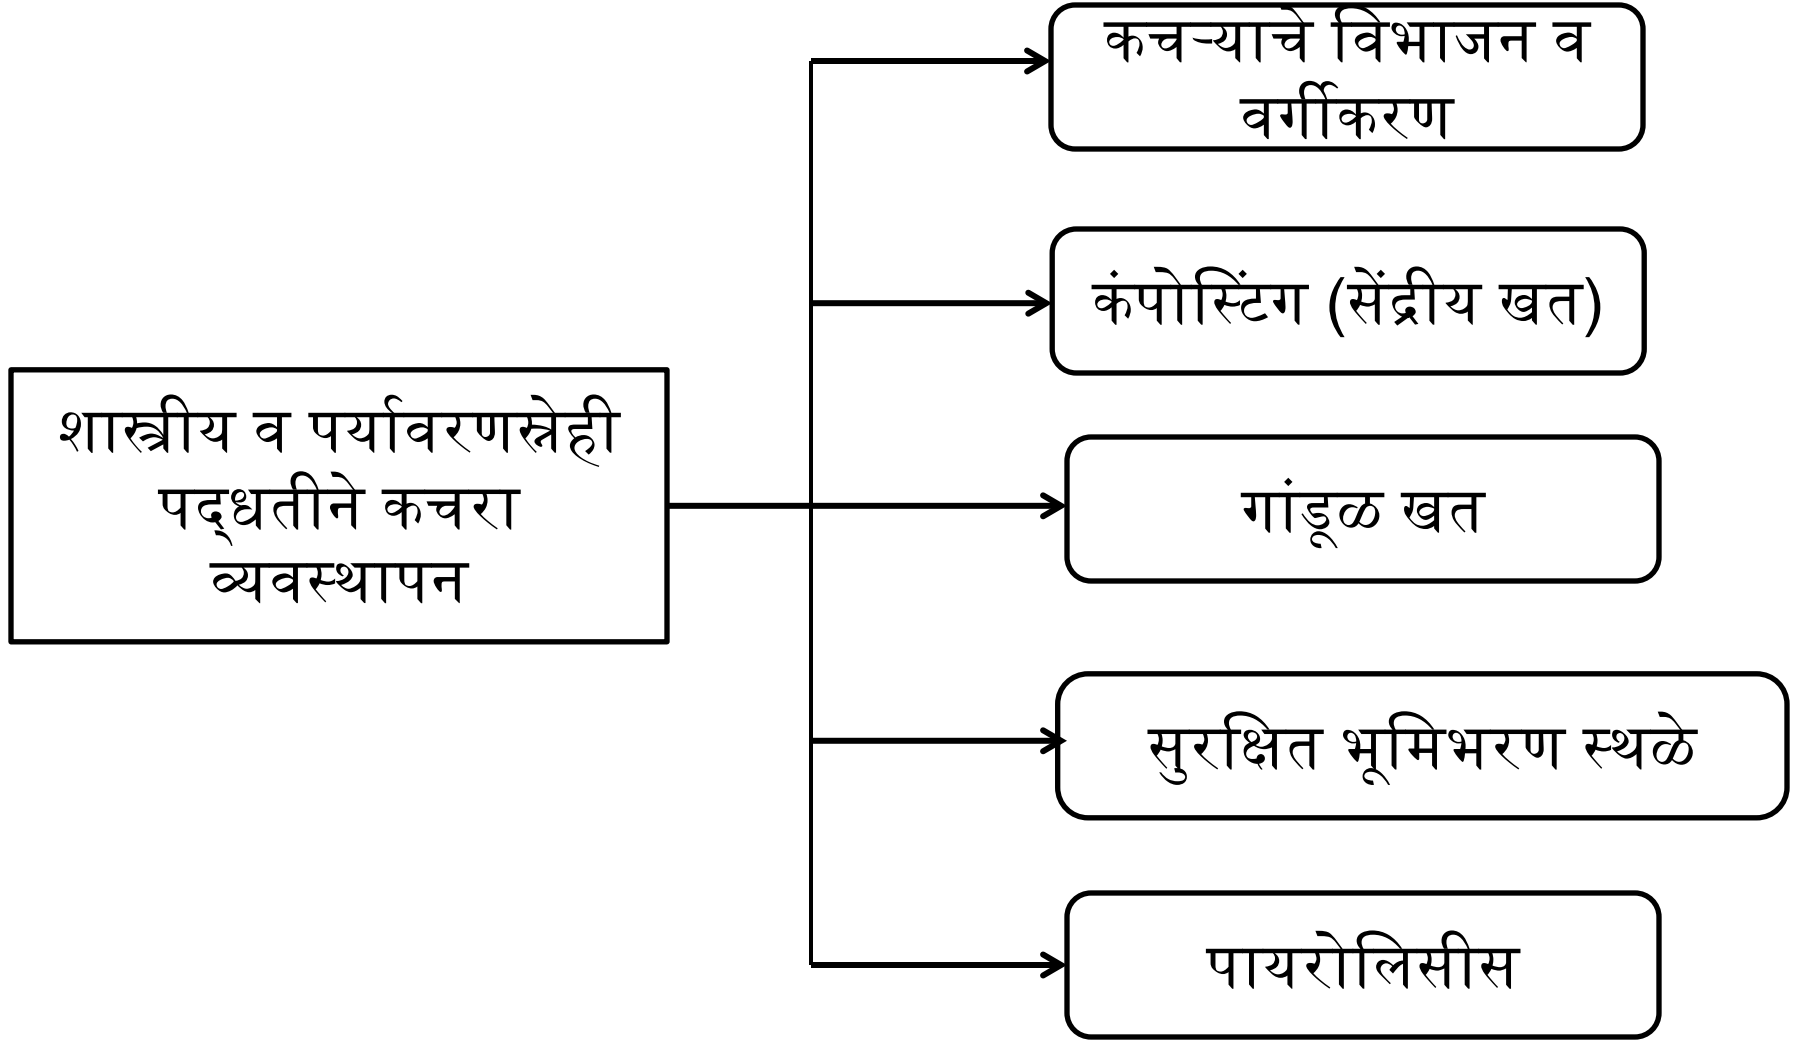 कचऱ्याचे विभाजन व
वर्गीकरण
कंपोस्टिंग (सेंद्रीय खत)
शास्त्रीय व पर्यावरणस्नेही
पद्धतीने कचरा
व्यवस्थापन
गांडूळ खत
सुरक्षित भूमिभरण स्थळे
पायरोलिसीस